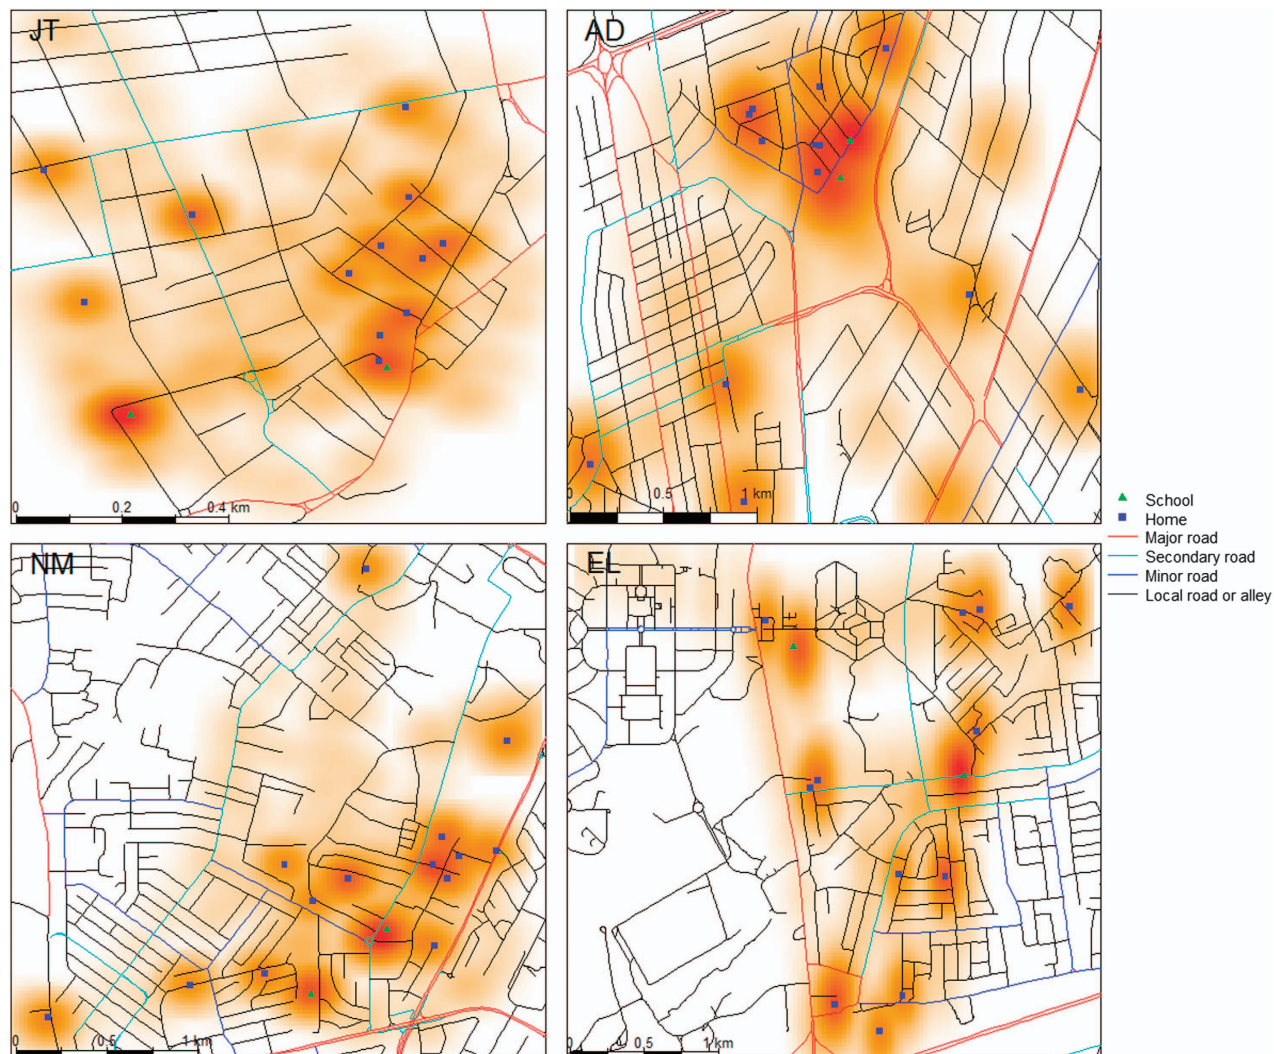 JT
AD
0 0.2 0.4 km
0 0.5 1 km
NM
EL
School
Home
Major road
Secondary road
Minor road
Local road or alley
0 0.5 1 km
0 0,5 1 km